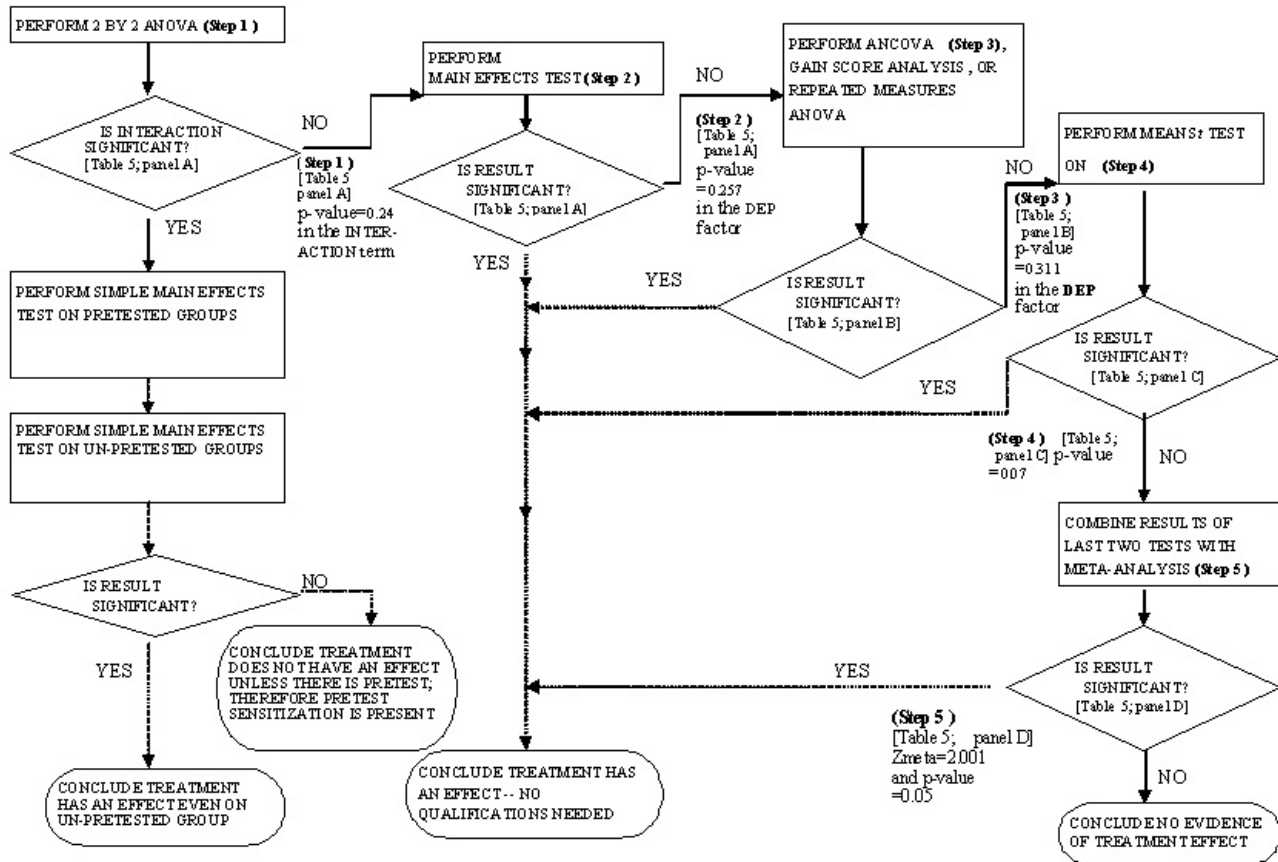 PERFORM 2 BY 2 ANOVA (Step 1)
IS INTERACTION
SIGNIFICANT?
[Table 5; panel A]
NO
(Step 1)
[Table 5
panel A]
p-value=0.24
in the INTER-
ACTION term
YES
PERFORM SIMPLE MAIN EFFECTS
TEST ON PRETESTED GROUPS
PERFORM SIMPLE MAIN EFFECTS
TEST ON UN-PRETESTED GROUPS
IS RESULT
SIGNIFICANT?
NO
YES
CONCLUDE TREATMENT
DOES NOT HAVE AN EFFECT
UNLESS THERE IS PRETEST;
THEREFORE PRETEST
SENSITIZATION IS PRESENT
CONCLUDE TREATMENT
HAS AN EFFECT EVEN ON
UN-PRETESTED GROUP
PERFORM
MAIN EFFECTS TEST (Step 2)
IS RESULT
SIGNIFICANT?
[Table 5; panel A]
NO
(Step 2)
[Table 5;
panel A]
p-value
=0.257
in the DEP
factor
YES
CONCLUDE TREATMENT HAS
AN EFFECT-- NO
QUALIFICATIONS NEEDED
PERFORM ANCOVA (Step 3),
GAIN SCORE ANALYSIS, OR
REPEATED MEASURES
ANOVA
IS RESULT
SIGNIFICANT?
[Table 5; panel B]
YES
NO
(Step 3)
[Table 5;
panel B]
p-value
=0.311
in the DEP
factor
PERFORM MEANS? TEST
ON (Step 4)
IS RESULT
SIGNIFICANT?
[Table 5; panel C]
YES
(Step 4) [Table 5;
panel C] p-value
=007
NO
COMBINE RESULTS OF
LAST TWO TESTS WITH
META-ANALYSIS (Step 5)
IS RESULT
SIGNIFICANT?
[Table 5; panel D]
YES
(Step 5)
[Table 5; panel D]
Zmeta=2.001
and p-value
=0.05
NO
CONCLUDE NO EVIDENCE
OF TREATMENT EFFECT